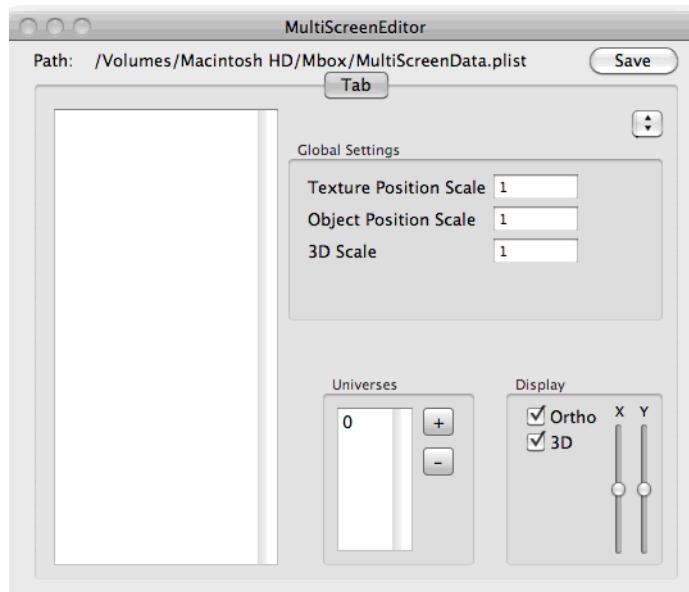 MultiScreenEditor
Path: /Volumes/Macintosh HD/Mbox/MultiScreenData.plist Save
Tab
Global Settings
Texture Position Scale 1
Object Position Scale 1
3D Scale 1
Universes
0
+
-
Display
X Y
Ortho
3D